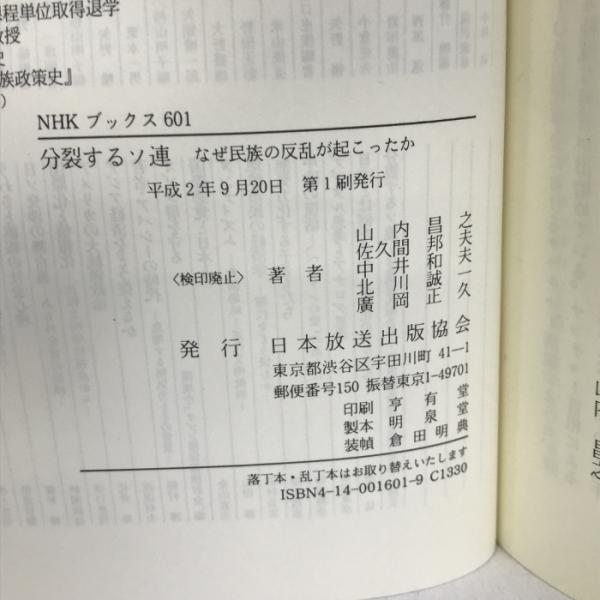 課程単位取得退学
教授
史
族政策史』
)
NHK ブックス 601
分裂するソ連 なぜ民族の反乱が起こったか
平成2年9月20日 第1刷発行
山内昌之
佐久間邦夫
〈検印廃止〉 著者 中井和夫
北川誠一
廣岡正久
発行 日本放送出版協会
東京都渋谷区宇田川町 41-1
郵便番号150 振替東京1-49701
印刷 亨有堂
製本 明泉堂
装幀 倉田明典
落丁本・乱丁本はお取り替えいたします
ISBN4-14-001601-9 C1330